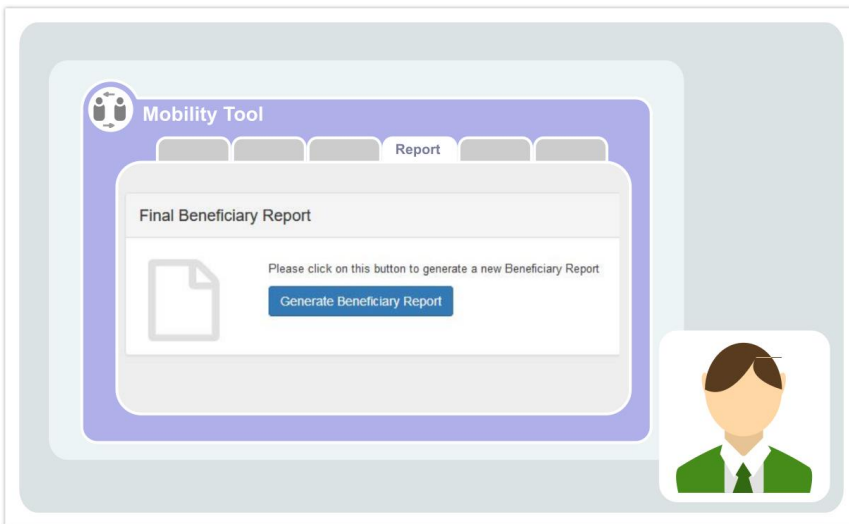 Mobility Tool
Report
Final Beneficiary Report
Please click on this button to generate a new Beneficiary Report
Generate Beneficiary Report